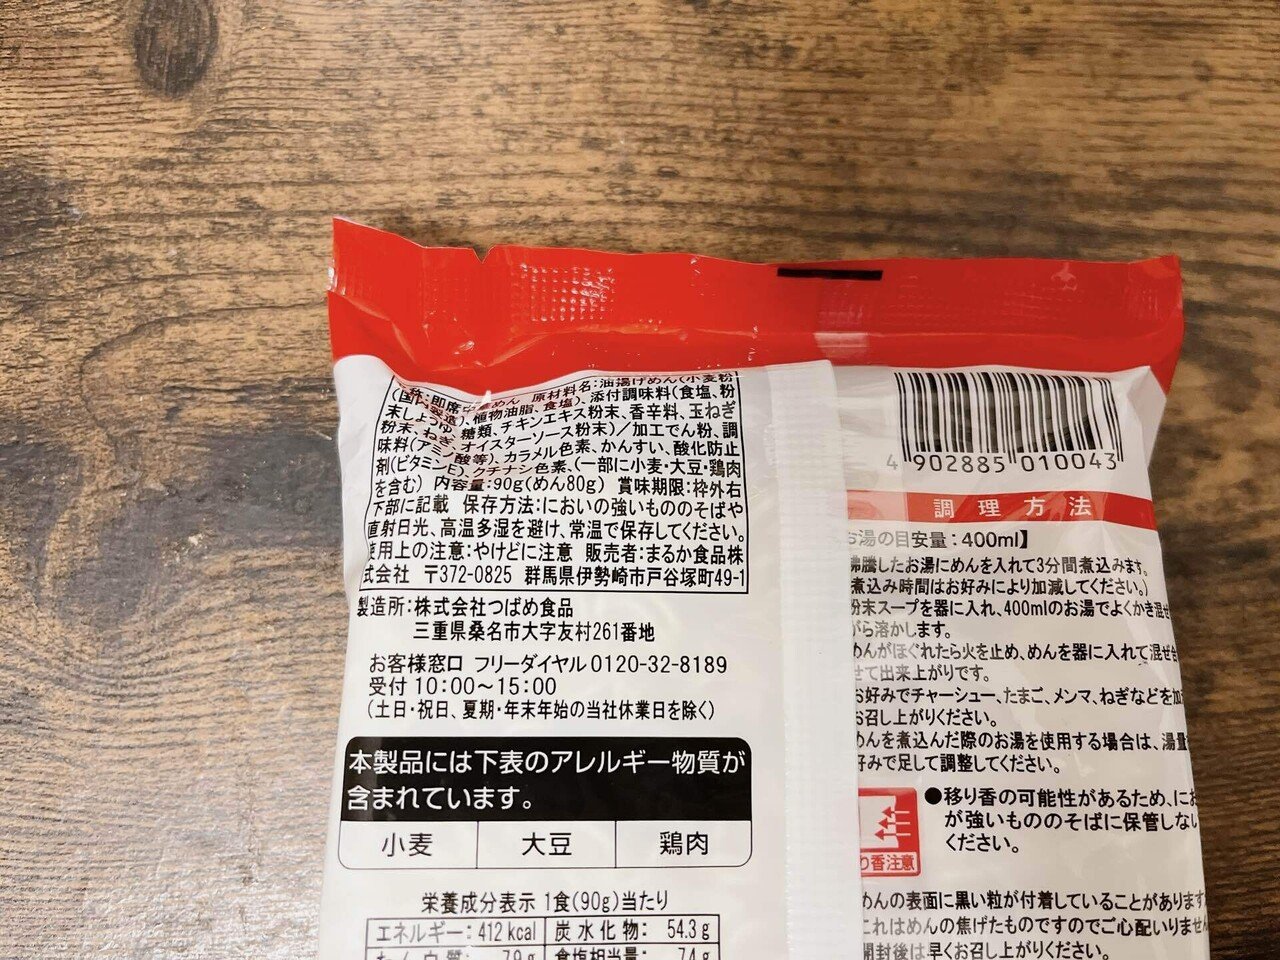 称:即席中華めん 原材料名:油揚げめん(小麦粉
(国内製造)、植物油脂、食塩)、添付調味料(食塩、粉
末しょうゆ、糖類、チキンエキス粉末、香辛料、玉ねぎ
粉末、ねぎ、オイスターソース粉末)/加工でん粉、調
味料(アミノ酸等)、カラメル色素、かんすい、酸化防止
剤(ビタミンE)、クチナシ色素、(一部に小麦・大豆・鶏肉
を含む) 内容量:90g(めん80g) 賞味期限:枠外右
下部に記載 保存方法:においの強いもののそばや
直射日光、高温多湿を避け、常温で保存してください。
使用上の注意:やけどに注意 販売者:まるか食品株
式会社 〒372-0825 群馬県伊勢崎市戸谷塚町49-1
製造所:株式会社つばめ食品
三重県桑名市大字友村261番地
お客様窓口 フリーダイヤル0120-32-8189
受付 10:00〜15:00
(土日・祝日、夏期・年末年始の当社休業日を除く)
本製品には下表のアレルギー物質が
含まれています。
小麦 大豆 鶏肉
栄養成分表示 1食(90g)当たり
エネルギー: 412 kcal 炭水化物: 54.3 g
たんぱく質: 7.9 g 食塩相当量: 7.4 g
4 902885 010043
調理方法
お湯の目安量:400ml】
沸騰したお湯にめんを入れて3分間煮込みます。
煮込み時間はお好みにより加減してください。)
粉末スープを器に入れ、400mlのお湯でよくかき混ぜ
がら溶かします。
めんがほぐれたら火を止め、めんを器に入れて混ぜ合
せて出来上がりです。
お好みでチャーシュー、たまご、メンマ、ねぎなどを加
お召し上がりください。
めんを煮込んだ際のお湯を使用する場合は、湯量
好みで足して調整してください。
り香注意
●移り香の可能性があるため、にお
が強いもののそばに保管しない
ください。
めんの表面に黒い粒が付着していることがあります
これはめんの焦げたものですのでご心配いりません
開封後は早くお召し上がりください。